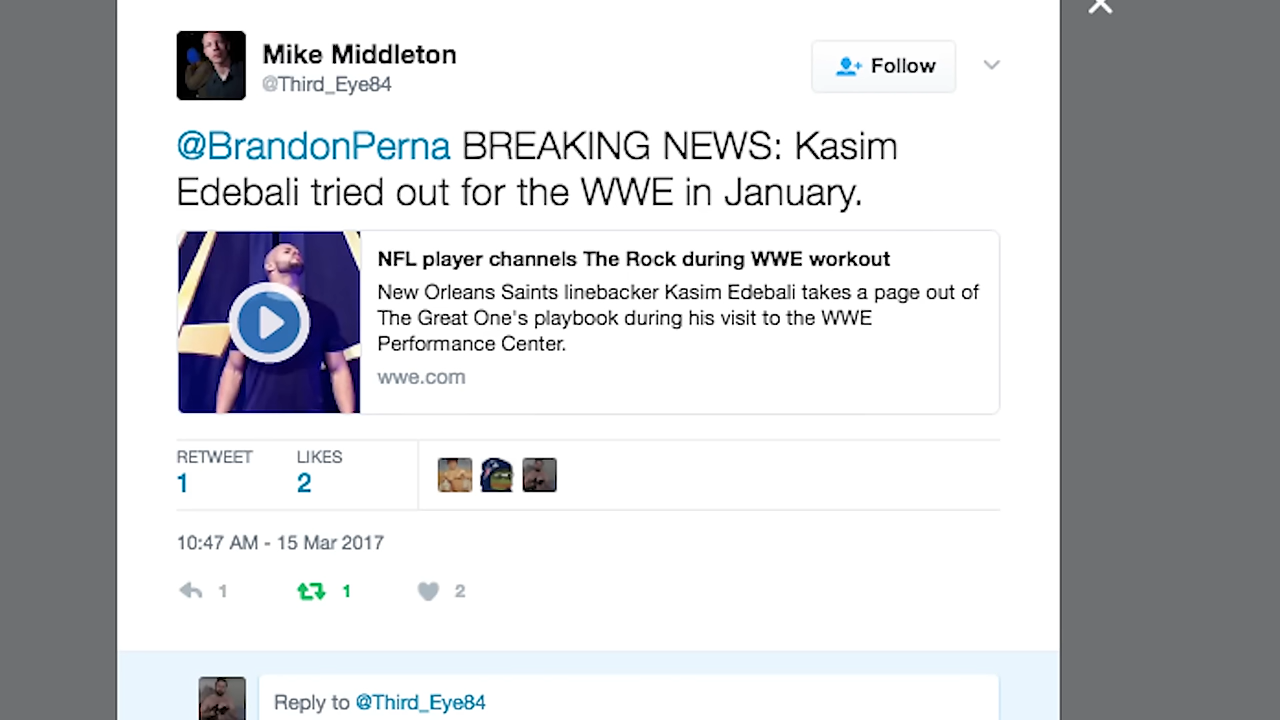 Mike Middleton
@Third_Eye84
Follow
@BrandonPerna BREAKING NEWS: Kasim
Edebali tried out for the WWE in January.
NFL player channels The Rock during WWE workout
New Orleans Saints linebacker Kasim Edebali takes a page out of
The Great One's playbook during his visit to the WWE
Performance Center.
wwe.com
RETWEET LIKES
1 2
10:47 AM - 15 Mar 2017
1 1 2
Reply to @Third_Eye84